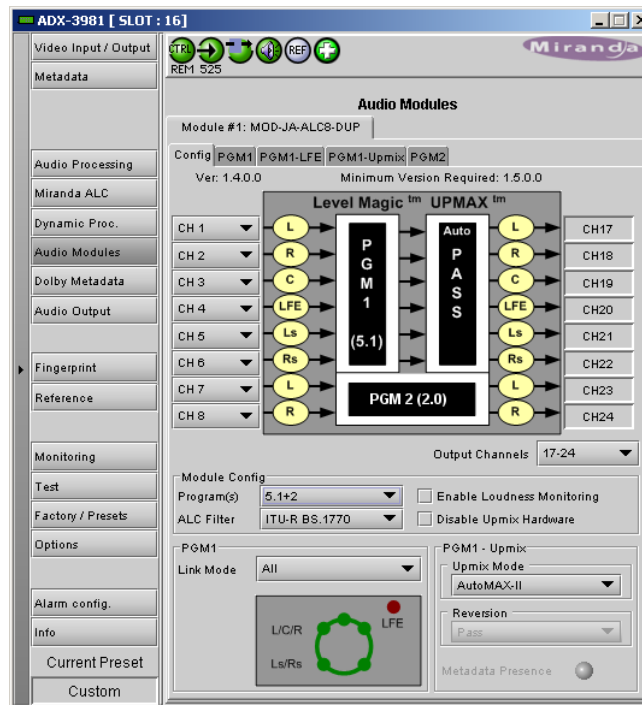 ADX-3981 [ SLOT : 16]
CTRL REF
REM 525
Miranda
Video Input / Output
Metadata
Audio Processing
Miranda ALC
Dynamic Proc.
Audio Modules
Dolby Metadata
Audio Output
Fingerprint
Reference
Monitoring
Test
Factory / Presets
Options
Alarm config.
Info
Current Preset
Custom
Audio Modules
Module #1: MOD-JA-ALC8-DUP
Config PGM1 PGM1-LFE PGM1-Upmix PGM2
Ver: 1.4.0.0 Minimum Version Required: 1.5.0.0
Level Magic tm UPMAX tm
CH 1 L L CH17
CH 2 R R CH18
CH 3 C C CH19
CH 4 LFE LFE CH20
CH 5 Ls Ls CH21
CH 6 Rs Rs CH22
CH 7 L L CH23
CH 8 R R CH24
PGM1
(5.1)
Auto
PASS
PGM 2 (2.0)
Output Channels 17-24
Module Config
Program(s) 5.1+2 Enable Loudness Monitoring
ALC Filter ITU-R BS.1770 Disable Upmix Hardware
PGM1
Link Mode All
L/C/R LFE
Ls/Rs
PGM1 - Upmix
Upmix Mode
AutoMAX-II
Reversion
Pass
Metadata Presence